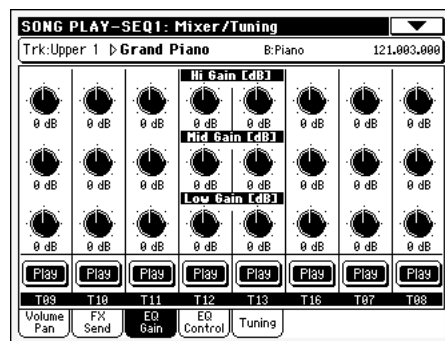 SONG PLAY-SEQ1: Mixer/Tuning
Trk:Upper 1 ▷Grand Piano B:Piano 121.003.000
Hi Gain [dB]
0 dB 0 dB 0 dB 0 dB 0 dB 0 dB 0 dB 0 dB
Mid Gain [dB]
0 dB 0 dB 0 dB 0 dB 0 dB 0 dB 0 dB 0 dB
Low Gain [dB]
0 dB 0 dB 0 dB 0 dB 0 dB 0 dB 0 dB 0 dB
Play Play Play Play Play Play Play Play
T09 T10 T11 T12 T13 T16 T07 T08
Volume Pan
FX Send
EQ Gain
EQ Control
Tuning